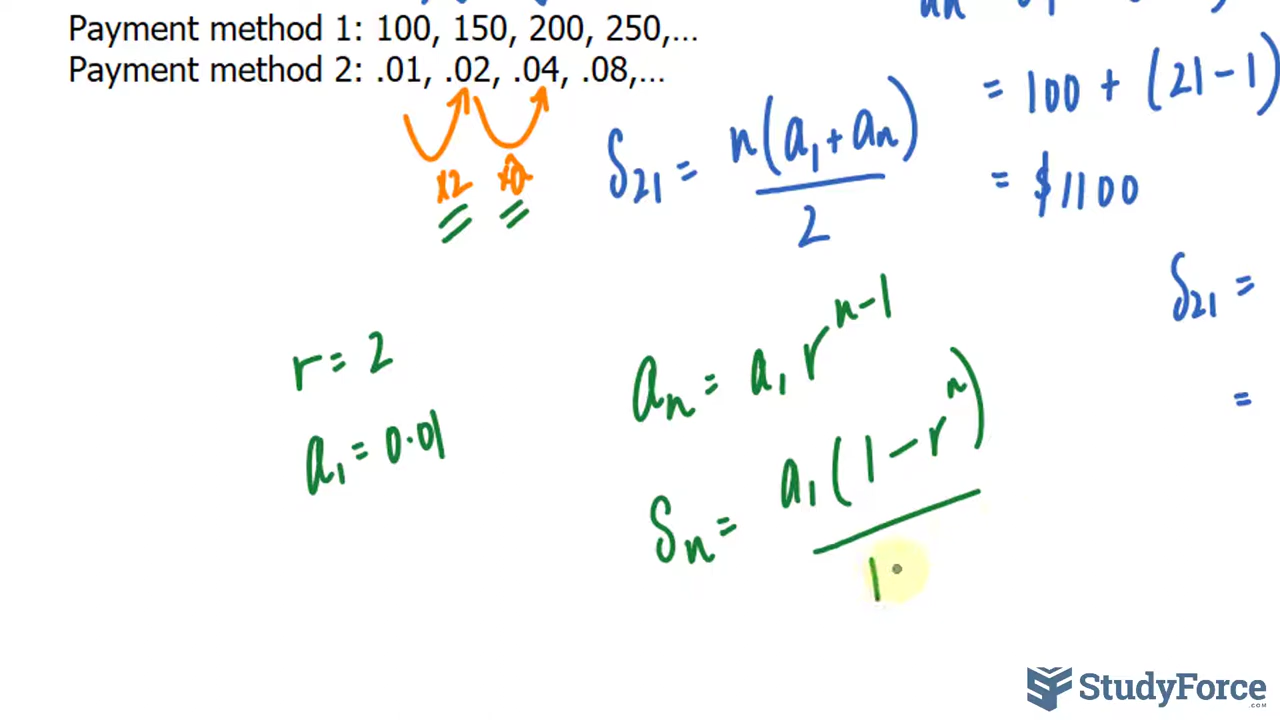 Payment method 1: 100, 150, 200, 250,...
Payment method 2: .01, .02, .04, .08,...
= 100 + (21-1)
S21 = n(a1+an)
2
= $1100
x2
S21 =
=
r = 2
a1 = 0.01
an = a1 r^n-1
Sn = a1(1-r^n)
1
StudyForce
.COM